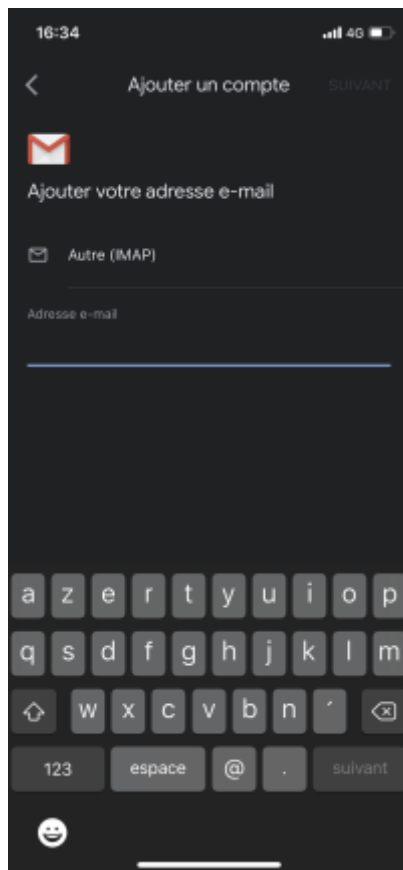 16:34 4G
Ajouter un compte SUIVANT
Ajouter votre adresse e-mail
Autre (IMAP)
Adresse e-mail
a z e r t y u i o p
q s d f g h j k l m
w x c v b n ´
123 espace @ . suivant